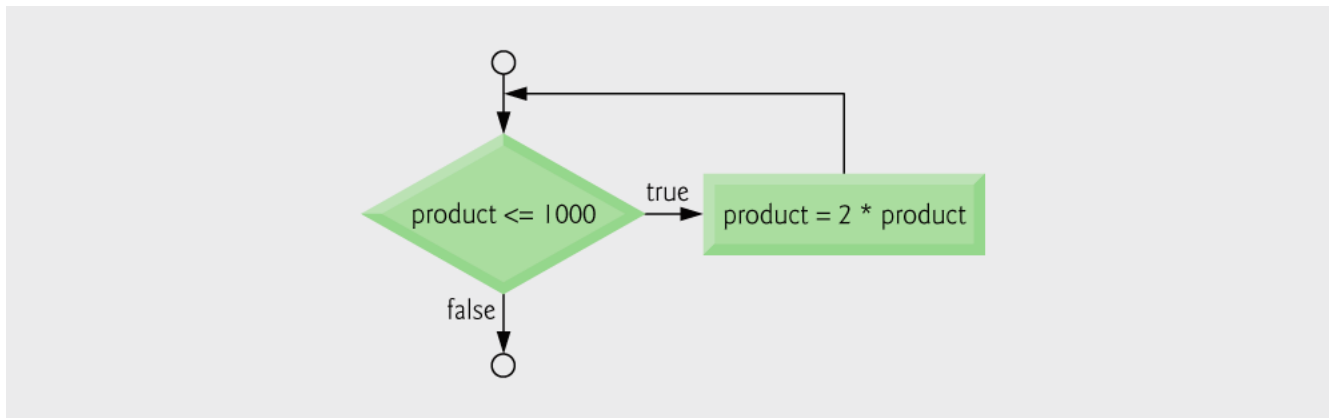 true
product <= 1000
product = 2 * product
false